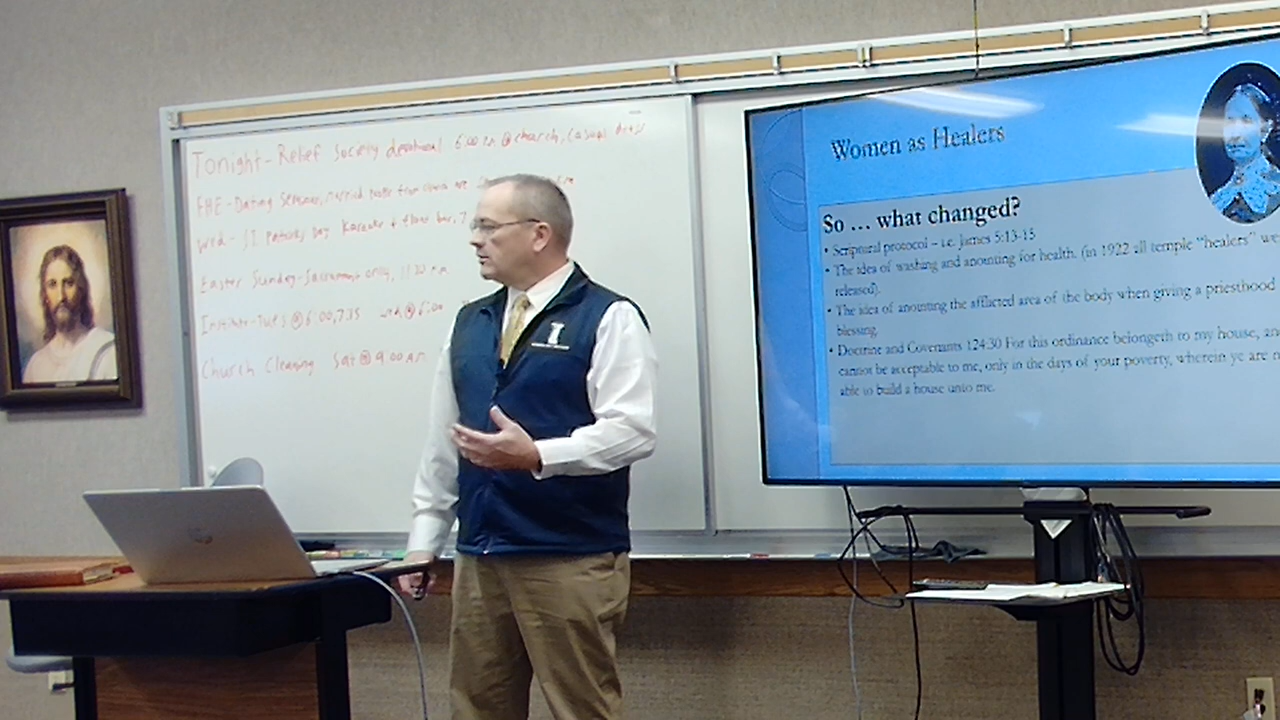 Tonight - Relief Society devotional 6:00 P.M. @ church, Casual
FHE - Dating Seminar, married
Wed - St. Patricks Day Karaoke + float bar, 7
Easter Sunday - Sacrament only, 11:30 a.m.
Institute - Tues @ 6:00, 7:35 wed @ 6:00
Church Cleaning Sat @ 9:00 A.M.
Women as Healers
So … what changed?
• Scriptural protocol – i.e. James 5:13-15
• The idea of washing and anointing for health. (in 1922 all temple "healers" we
released).
• The idea of anointing the afflicted area of the body when giving a priesthood
blessing.
• Doctrine and Covenants 124:30 For this ordinance belongeth to my house, an
cannot be acceptable to me, only in the days of your poverty, wherein ye are n
able to build a house unto me.